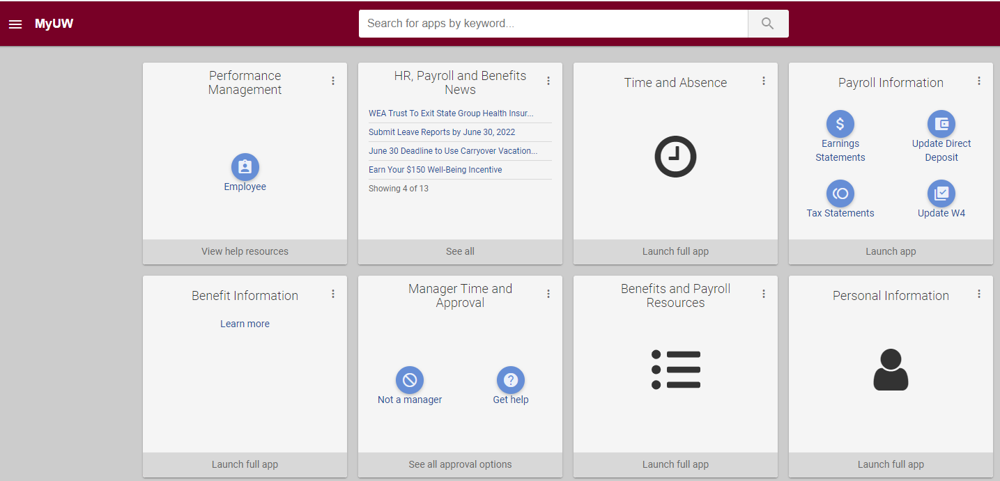 MyUW
Search for apps by keyword...
Performance
Management
Employee
View help resources
HR, Payroll and Benefits
News
WEA Trust To Exit State Group Health Insur...
Submit Leave Reports by June 30, 2022
June 30 Deadline to Use Carryover Vacation...
Earn Your $150 Well-Being Incentive
Showing 4 of 13
See all
Time and Absence
Launch full app
Payroll Information
Earnings
Statements
Update Direct
Deposit
Tax Statements
Update W4
Launch app
Benefit Information
Learn more
Launch full app
Manager Time and
Approval
Not a manager
Get help
See all approval options
Benefits and Payroll
Resources
Launch full app
Personal Information
Launch full app